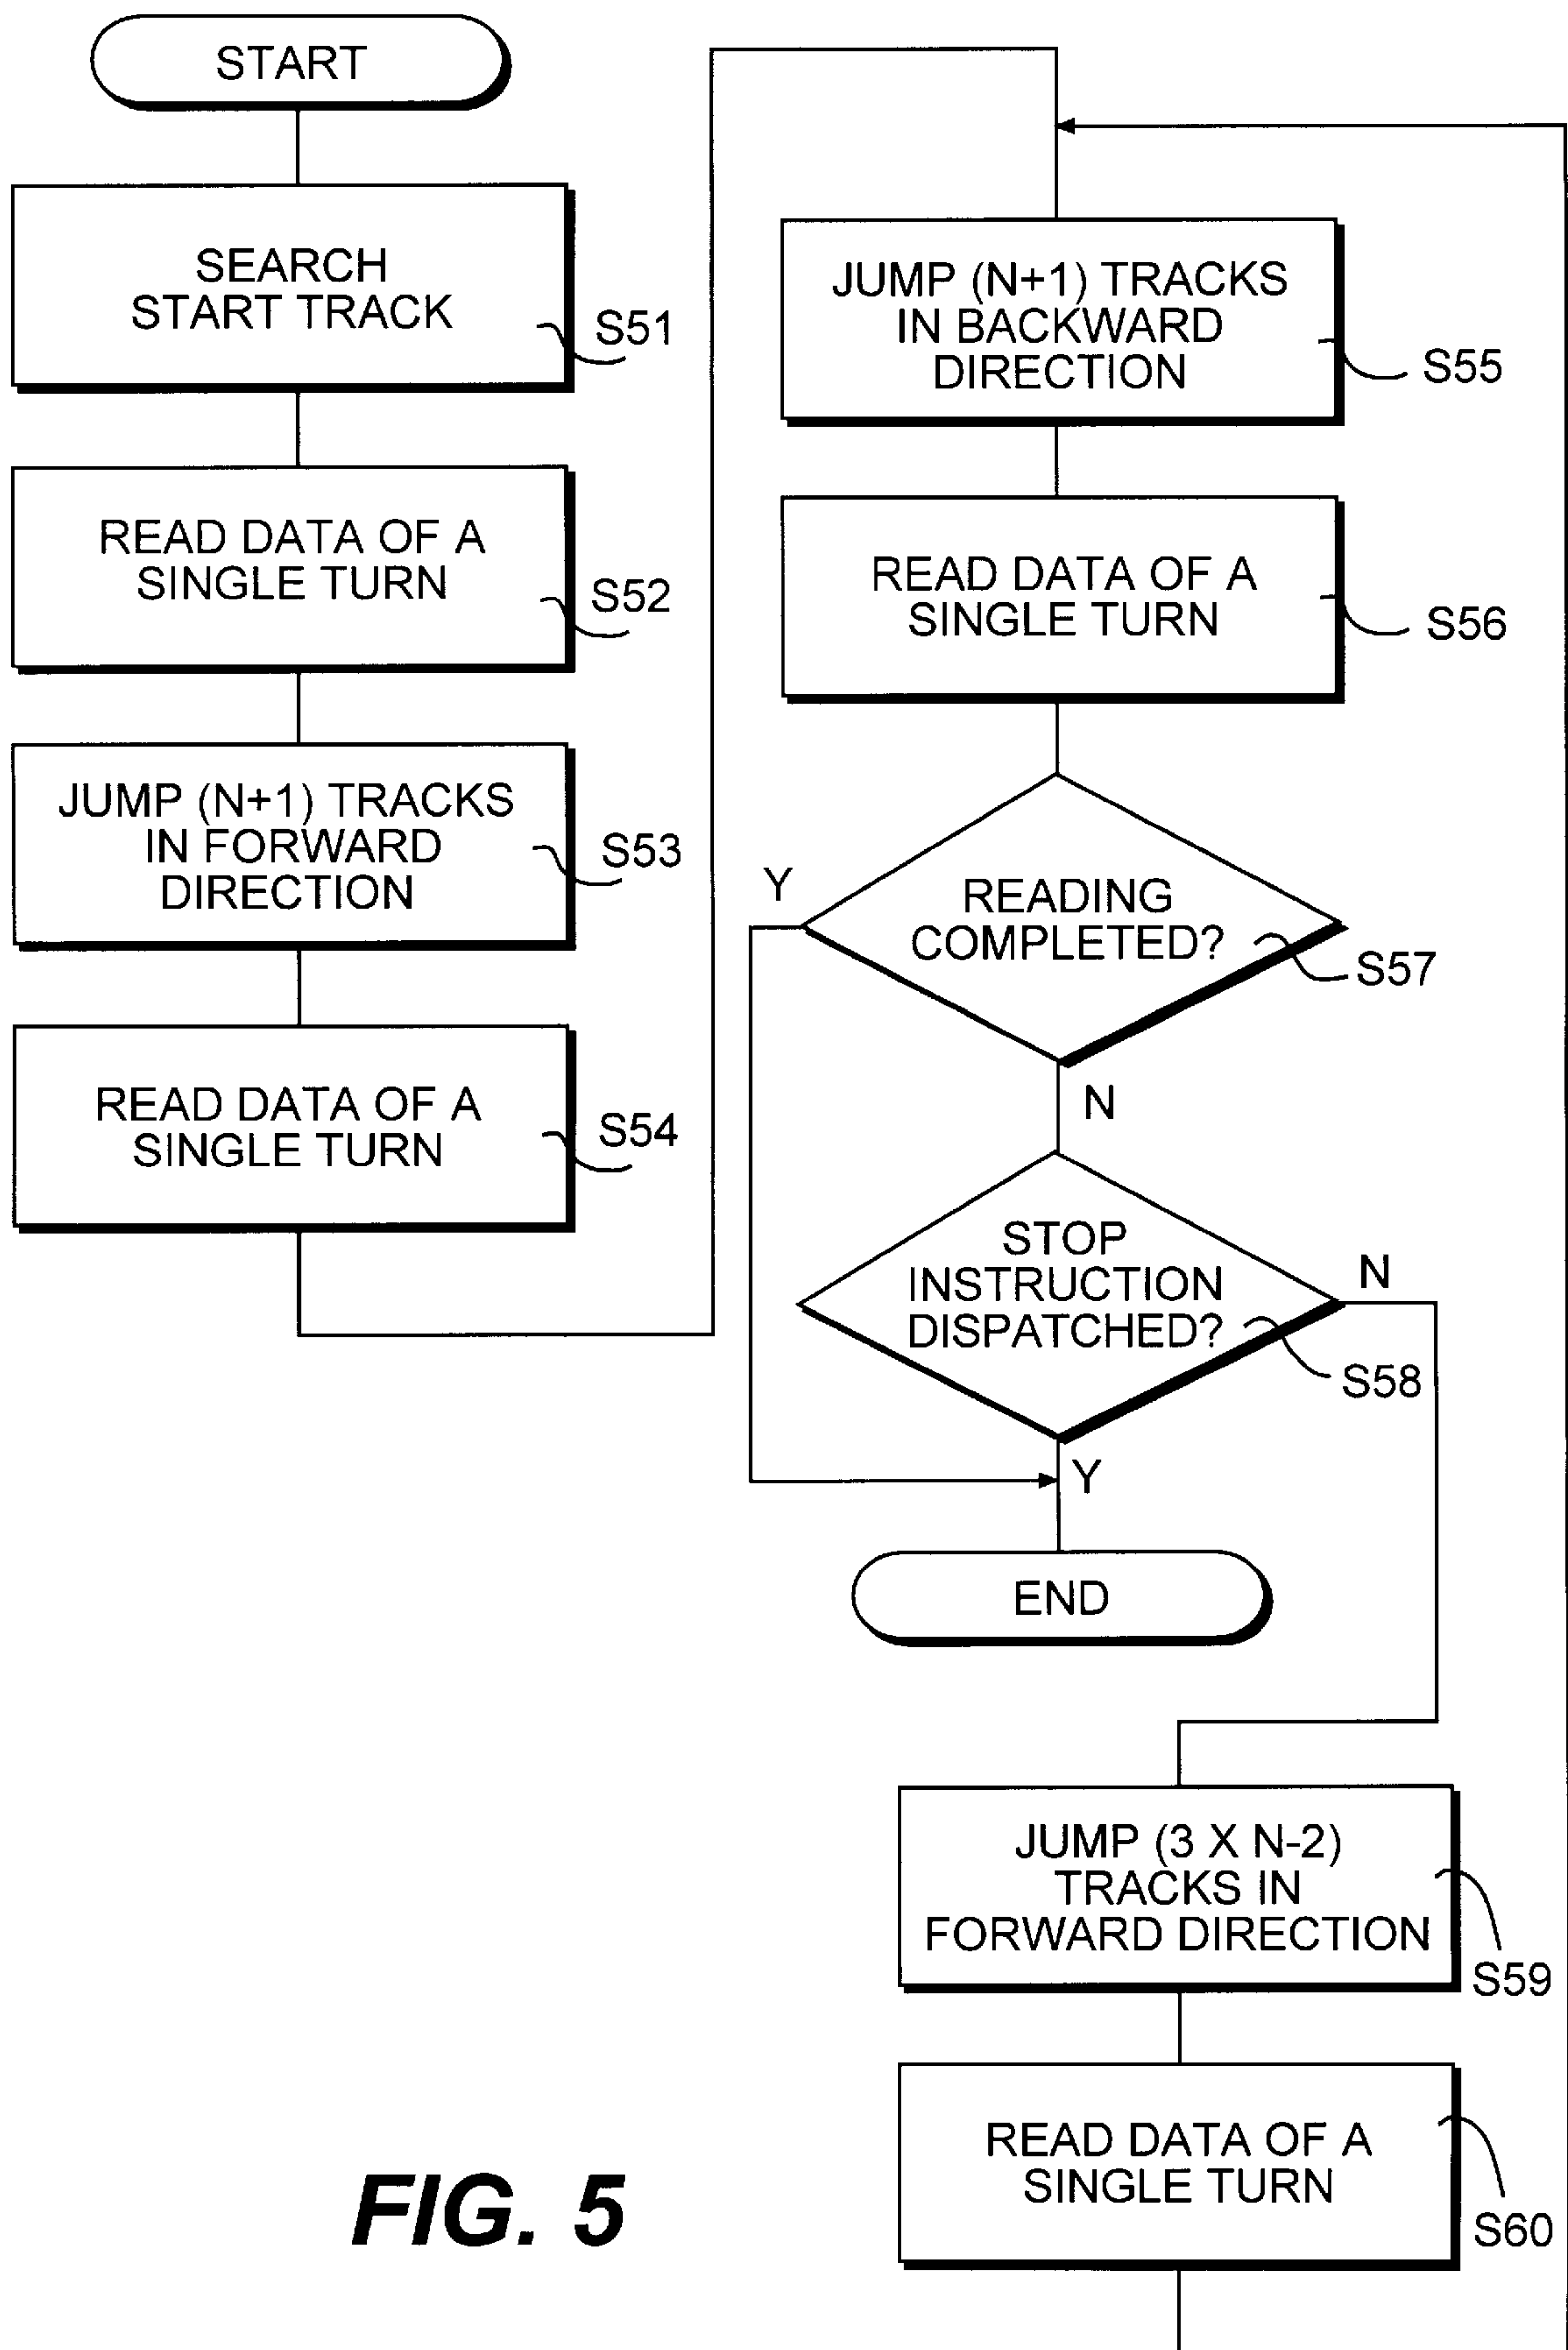 START
SEARCH
START TRACK
S51
READ DATA OF A
SINGLE TURN
S52
JUMP (N+1) TRACKS
IN FORWARD
DIRECTION
S53
READ DATA OF A
SINGLE TURN
S54
JUMP (N+1) TRACKS
IN BACKWARD
DIRECTION
S55
READ DATA OF A
SINGLE TURN
S56
Y
READING
COMPLETED?
S57
N
STOP
INSTRUCTION
DISPATCHED?
N
S58
Y
END
JUMP (3 X N-2)
TRACKS IN
FORWARD DIRECTION
S59
READ DATA OF A
SINGLE TURN
S60
FIG. 5